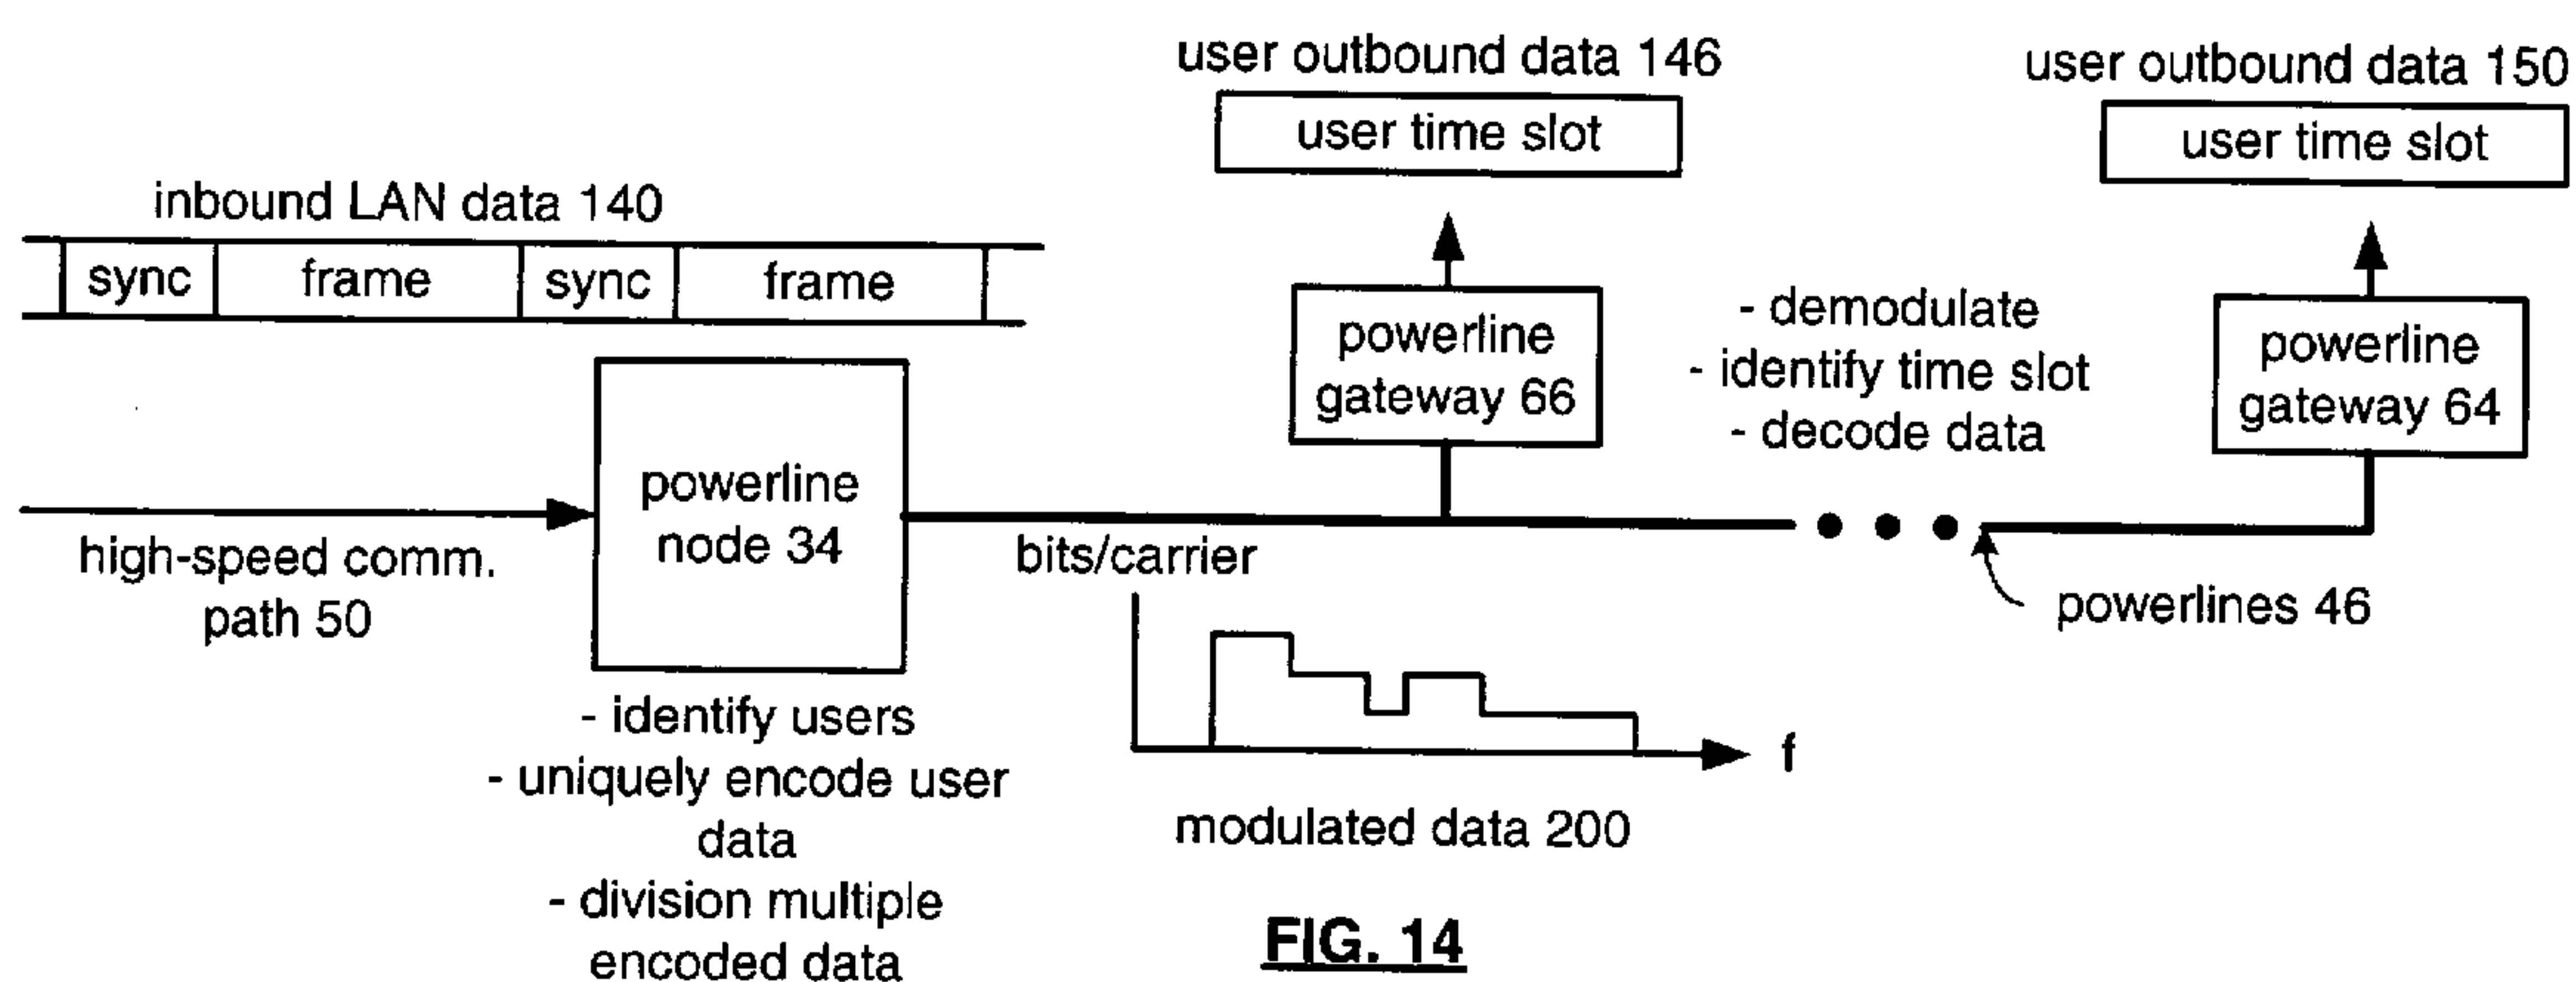 user outbound data 146
user time slot
user outbound data 150
user time slot
inbound LAN data 140
sync
frame
sync
frame
powerline
gateway 66
- demodulate
- identify time slot
- decode data
powerline
gateway 64
powerline
node 34
high-speed comm.
path 50
bits/carrier
powerlines 46
- identify users
- uniquely encode user
data
- division multiple
encoded data
f
modulated data 200
FIG. 14